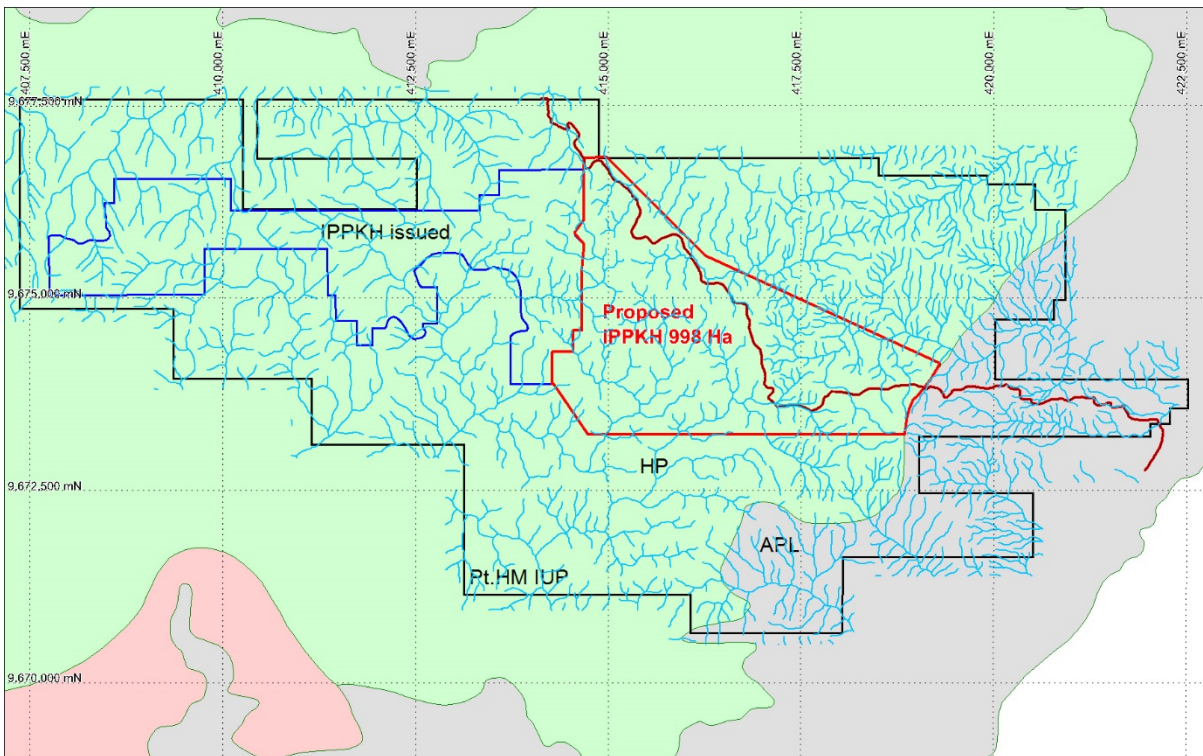 407,500 mE
410,000 mE
412,500 mE
415,000 mE
417,500 mE
420,000 mE
422,500 mE
9,677,500 mN
IPPKH issued
9,675,000 mN
Proposed
IPPKH 998 Ha
HP
9,672,500 mN
APL
Pt.HM IUP
9,670,000 mN